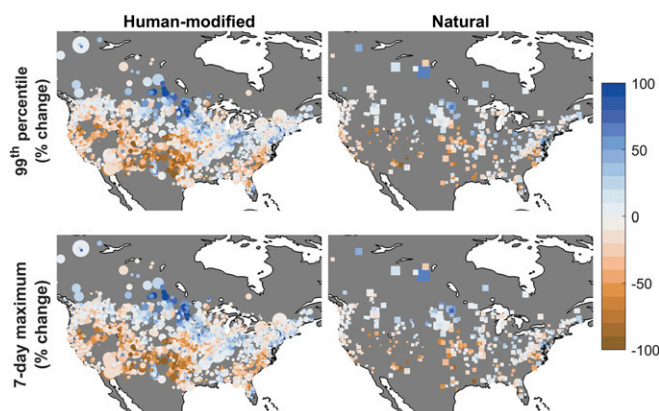 Human-modified
Natural
99th percentile
(% change)
7-day maximum
(% change)
100
50
0
-50
-100